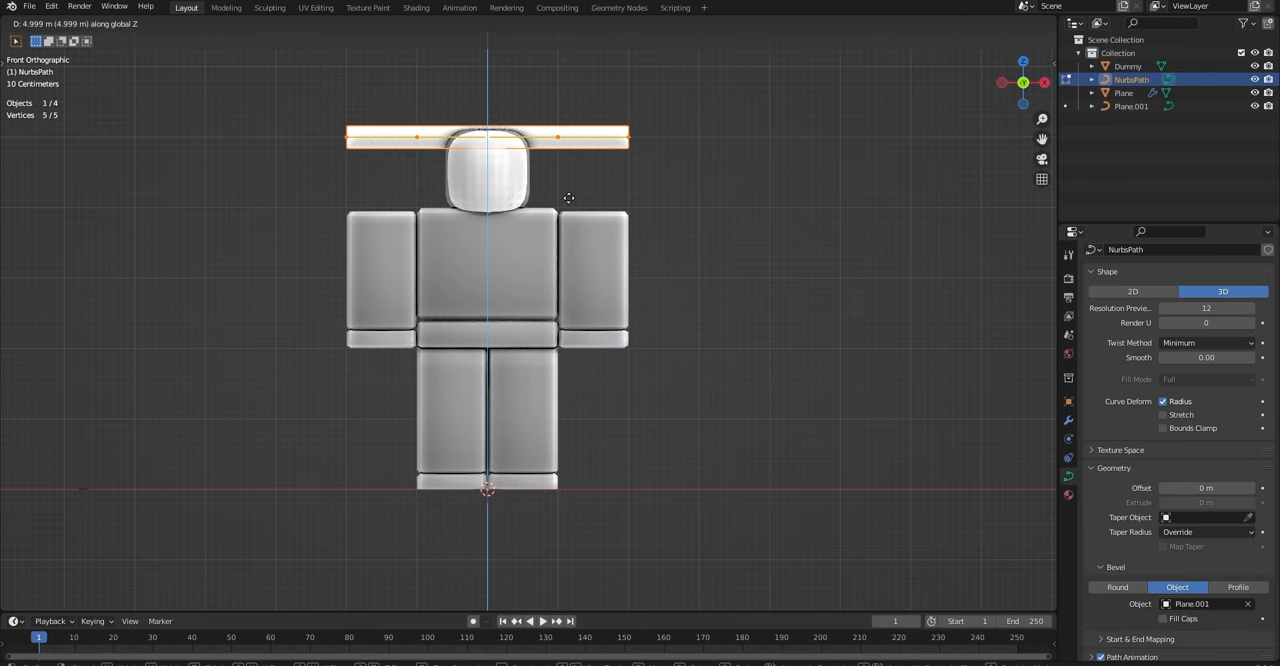 File Edit Render Window Help Layout Modeling Sculpting UV Editing Texture Paint Shading Animation Rendering Compositing Geometry Nodes Scripting + Scene ViewLayer
D: 4.999 m (4.999 m) along global Z
Front Orthographic
(1) NurbsPath
10 Centimeters
Objects 1/4
Vertices 5/5
Z
Y
X
Scene Collection
Collection
Dummy
NurbsPath
Plane
Plane.001
NurbsPath
Shape
2D 3D
Resolution Previe... 12
Render U 0
Twist Method Minimum
Smooth 0.00
Fill Mode Full
Curve Deform Radius
Stretch
Bounds Clamp
Texture Space
Geometry
Offset 0 m
Extrude 0 m
Taper Object
Taper Radius Override
Map Taper
Bevel
Round Object Profile
Object Plane.001
Fill Caps
Start & End Mapping
Path Animation
Playback Keying View Marker 1 Start 1 End 250
1 10 20 30 40 50 60 70 80 90 100 110 120 130 140 150 160 170 180 190 200 210 220 230 240 250